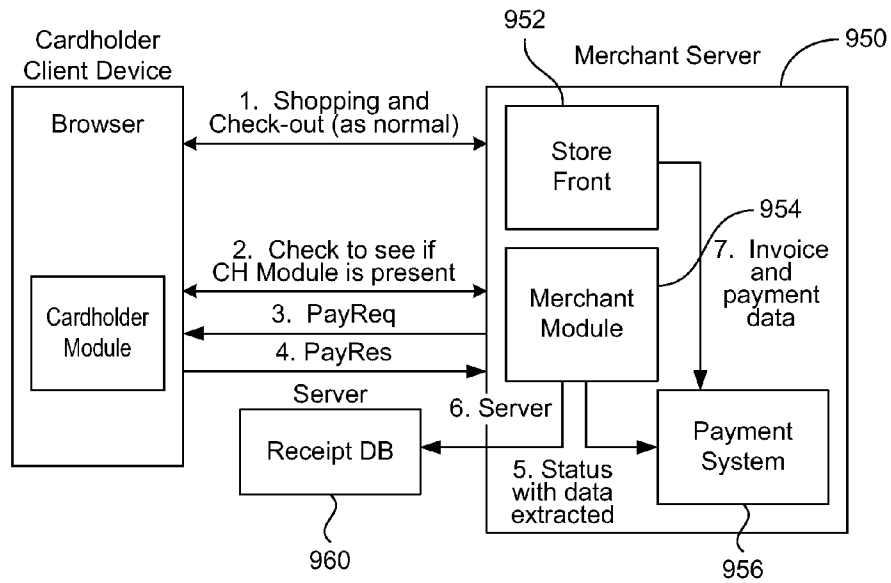 Cardholder
Client Device
Browser
Cardholder
Module
1. Shopping and
Check-out (as normal)
2. Check to see if
CH Module is present
3. PayReq
4. PayRes
Server
Receipt DB
960
6. Server
952
Merchant Server
950
Store
Front
954
Merchant
Module
7. Invoice
and
payment
data
5. Status
with data
extracted
Payment
System
956